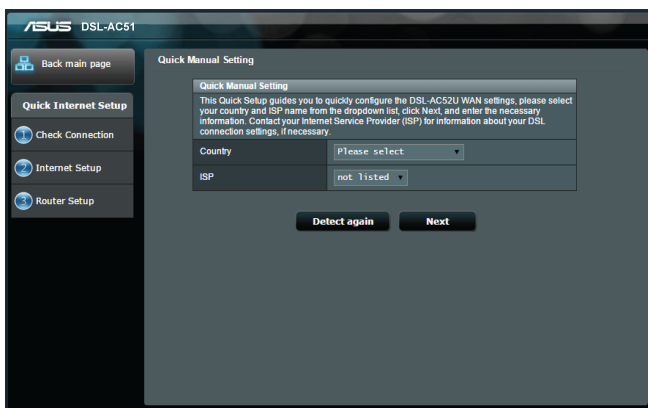 ASUS DSL-AC51
Back main page
Quick Internet Setup
1 Check Connection
2 Internet Setup
3 Router Setup
Quick Manual Setting
Quick Manual Setting
This Quick Setup guides you to quickly configure the DSL-AC52U WAN settings, please select
your country and ISP name from the dropdown list, click Next, and enter the necessary
information. Contact your Internet Service Provider (ISP) for information about your DSL
connection settings, if necessary.
Country Please select
ISP not listed
Detect again Next